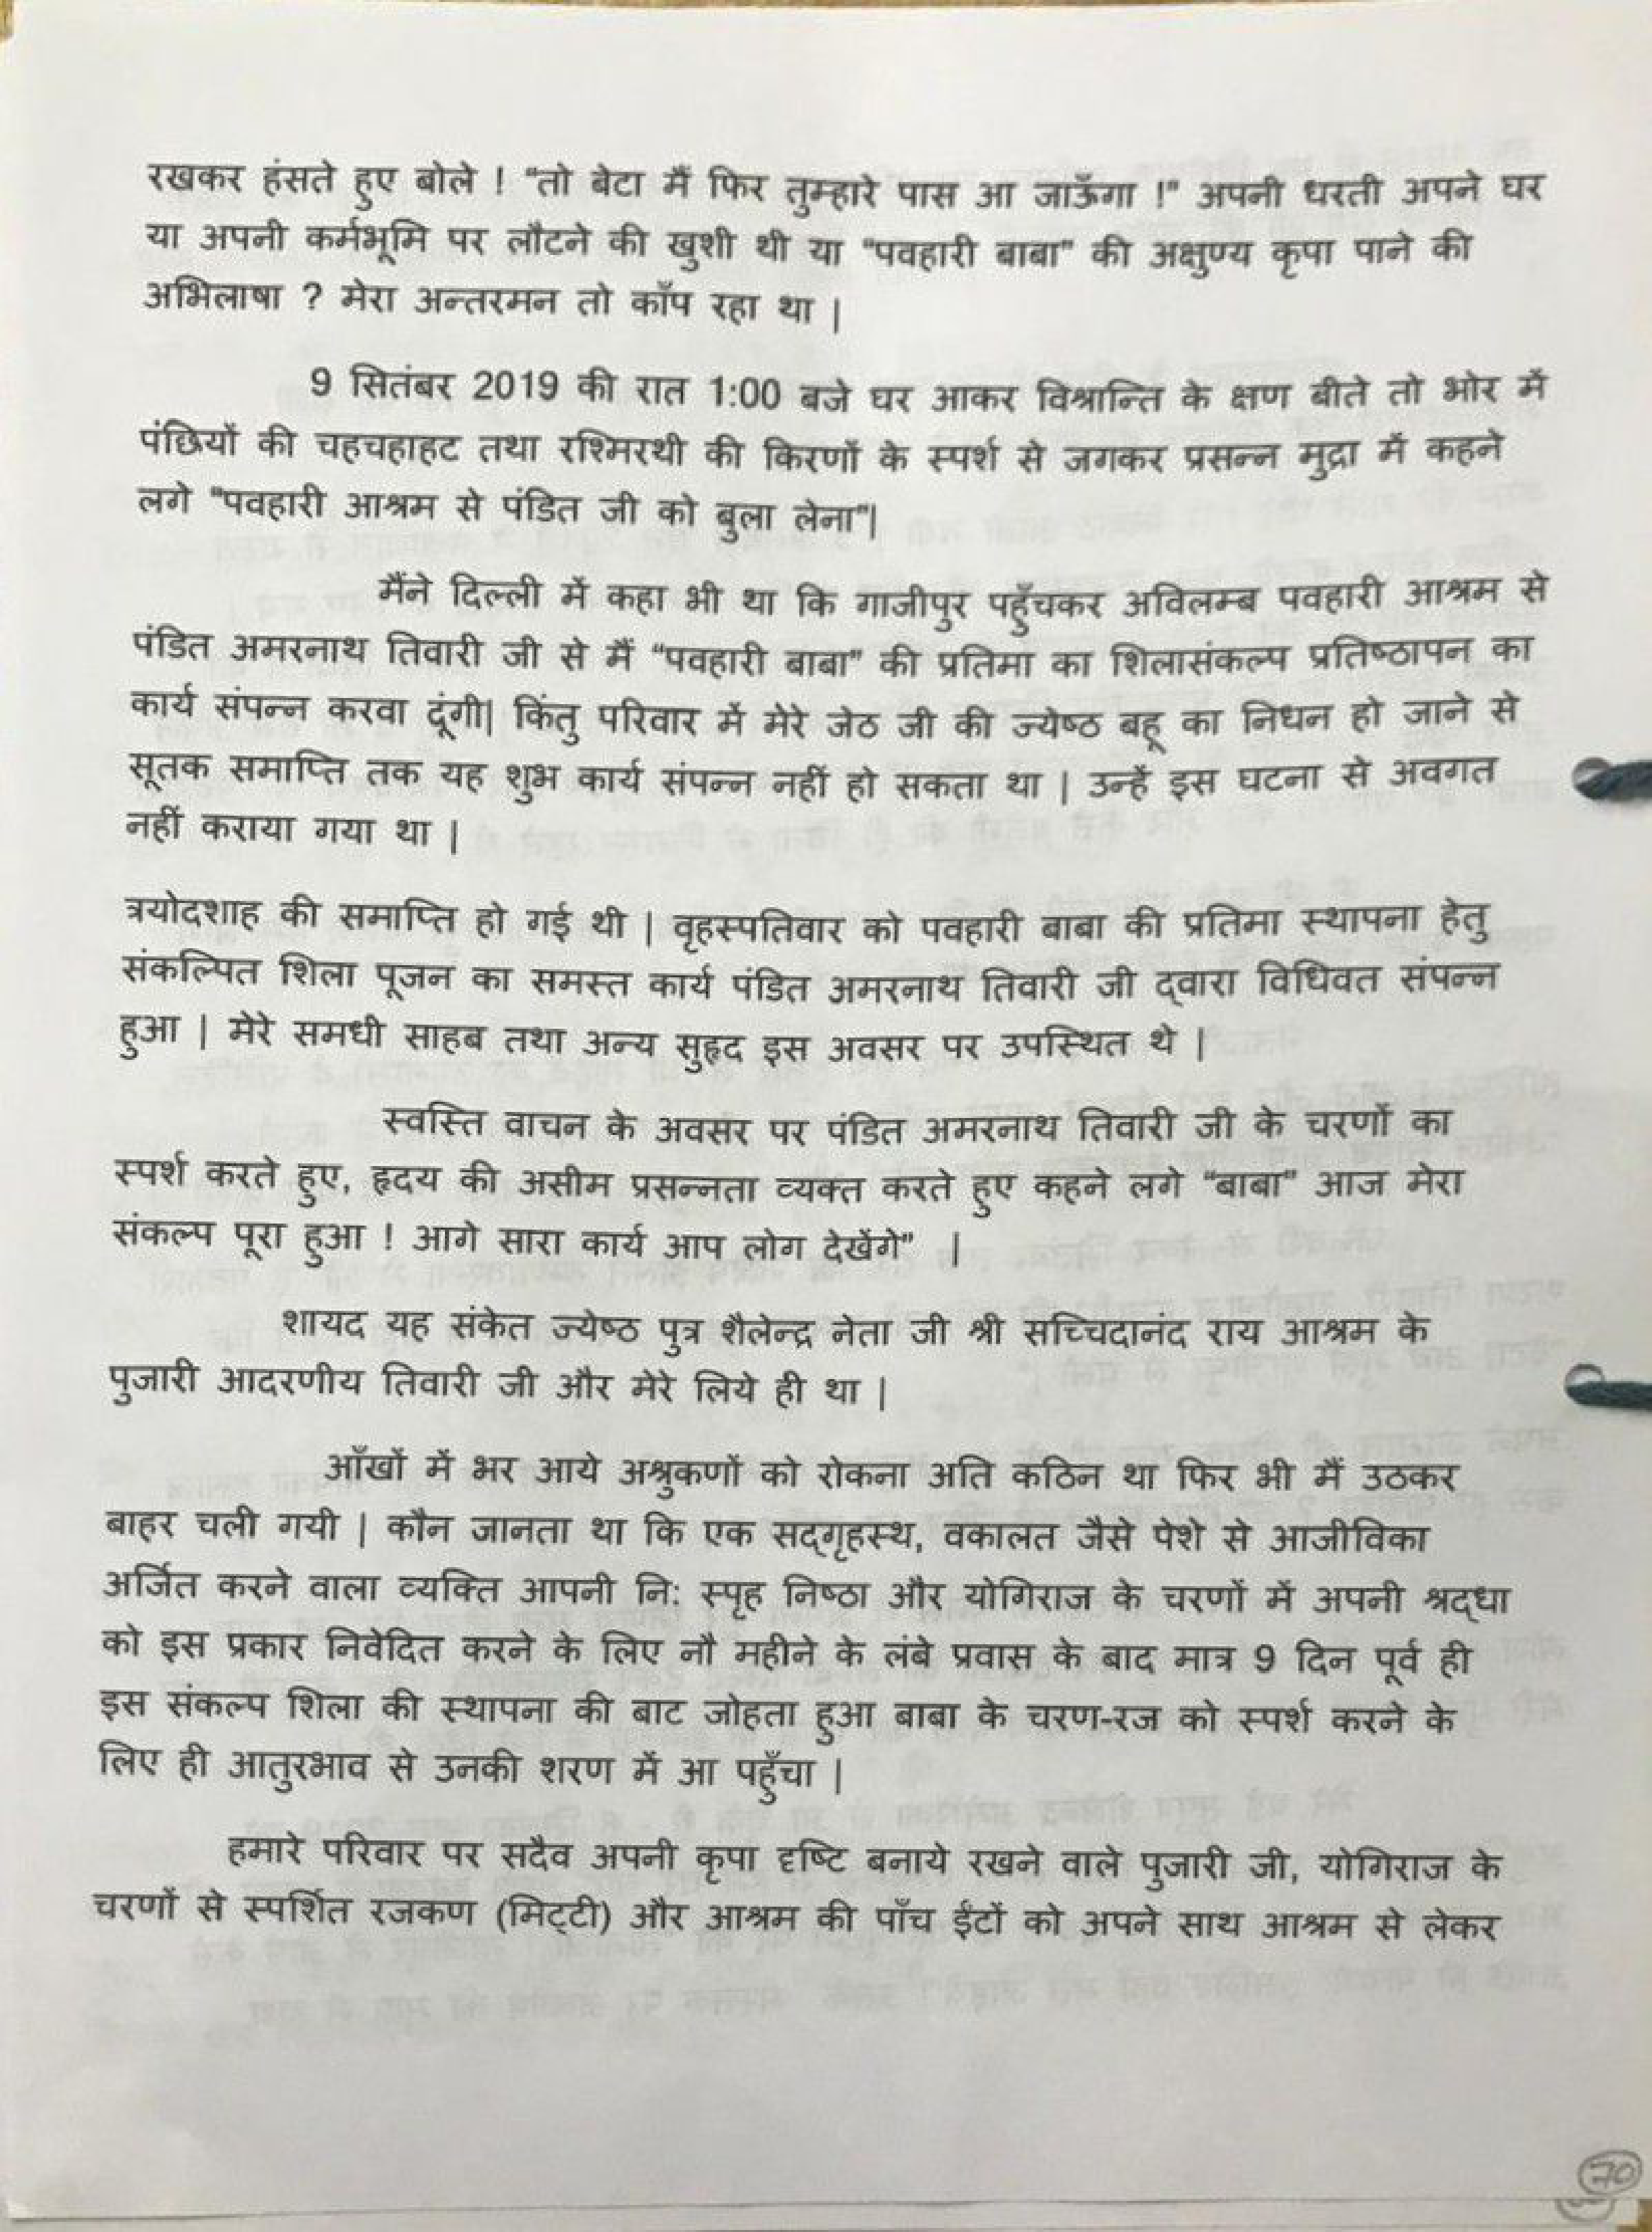 रखकर हंसते हुए बोले ! "तो बेटा मैं फिर तुम्हारे पास आ जाऊँगा !" अपनी धरती अपने घर
या अपनी कर्मभूमि पर लौटने की खुशी थी या "पवहारी बाबा" की अक्षुण्य कृपा पाने की
अभिलाषा ? मेरा अन्तरमन तो काँप रहा था |
9 सितंबर 2019 की रात 1:00 बजे घर आकर विश्रान्ति के क्षण बीते तो भोर में
पंछियों की चहचहाहट तथा रश्मिरथी की किरणों के स्पर्श से जगकर प्रसन्न मुद्रा में कहने
लगे "पवहारी आश्रम से पंडित जी को बुला लेना"|
मैंने दिल्ली में कहा भी था कि गाजीपुर पहुँचकर अविलम्ब पवहारी आश्रम से
पंडित अमरनाथ तिवारी जी से मैं "पवहारी बाबा" की प्रतिमा का शिलासंकल्प प्रतिष्ठापन का
कार्य संपन्न करवा दूंगी| किंतु परिवार में मेरे जेठ जी की ज्येष्ठ बहू का निधन हो जाने से
सूतक समाप्ति तक यह शुभ कार्य संपन्न नहीं हो सकता था | उन्हें इस घटना से अवगत
नहीं कराया गया था |
त्रयोदशाह की समाप्ति हो गई थी | वृहस्पतिवार को पवहारी बाबा की प्रतिमा स्थापना हेतु
संकल्पित शिला पूजन का समस्त कार्य पंडित अमरनाथ तिवारी जी द्वारा विधिवत संपन्न
हुआ | मेरे समधी साहब तथा अन्य सुहृद इस अवसर पर उपस्थित थे |
स्वस्ति वाचन के अवसर पर पंडित अमरनाथ तिवारी जी के चरणों का
स्पर्श करते हुए, हृदय की असीम प्रसन्नता व्यक्त करते हुए कहने लगे "बाबा" आज मेरा
संकल्प पूरा हुआ ! आगे सारा कार्य आप लोग देखेंगे" |
शायद यह संकेत ज्येष्ठ पुत्र शैलेन्द्र नेता जी श्री सच्चिदानंद राय आश्रम के
पुजारी आदरणीय तिवारी जी और मेरे लिये ही था |
आँखों में भर आये अश्रुकणों को रोकना अति कठिन था फिर भी मैं उठकर
बाहर चली गयी | कौन जानता था कि एक सद्गृहस्थ, वकालत जैसे पेशे से आजीविका
अर्जित करने वाला व्यक्ति आपनी नि: स्पृह निष्ठा और योगिराज के चरणों में अपनी श्रद्धा
को इस प्रकार निवेदित करने के लिए नौ महीने के लंबे प्रवास के बाद मात्र 9 दिन पूर्व ही
इस संकल्प शिला की स्थापना की बाट जोहता हुआ बाबा के चरण-रज को स्पर्श करने के
लिए ही आतुरभाव से उनकी शरण में आ पहुँचा |
हमारे परिवार पर सदैव अपनी कृपा दृष्टि बनाये रखने वाले पुजारी जी, योगिराज के
चरणों से स्पर्शित रजकण (मिट्टी) और आश्रम की पाँच ईंटों को अपने साथ आश्रम से लेकर
70